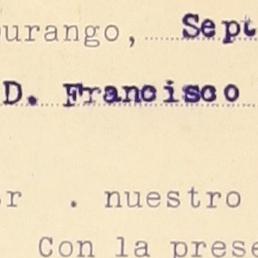 urango, Sept
D. Francisco
r . nuestro
Con la prese